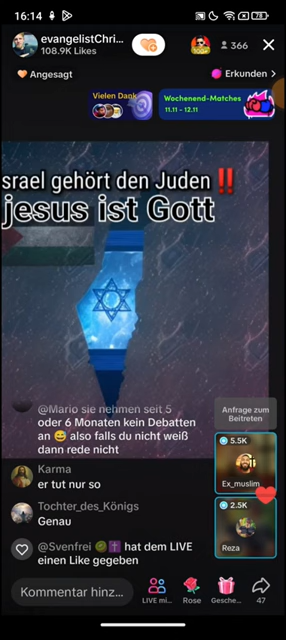 16:14
78
evangelistChri...
108.9K Likes
366
Angesagt
Erkunden >
Vielen Dank
Wochenend-Matches
11.11 - 12.11
srael gehört den Juden ‼️
jesus ist Gott
@Mario sie nehmen seit 5
oder 6 Monaten kein Debatten
an 😅 also falls du nicht weiß
dann rede nicht
Anfrage zum
Beitreten
5.5K
Ex_muslim
Karma
er tut nur so
2.5K
Reza
Tochter_des_Königs
Genau
@Svenfrei 🥝✝️ hat dem LIVE
einen Like gegeben
Kommentar hinz...
LIVE mi...
Rose
Gesche...
47